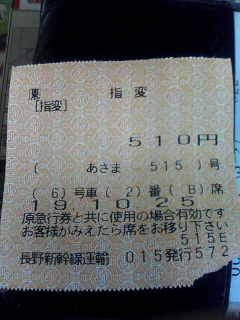 東 指変
[指変]
510円
( あさま 515) 号
( 6) 号車 ( 2) 番 ( B) 席
19.10.25
原急行券と共に使用の場合有効です
お客様がみえたら席をお移り下さい
515E
長野新幹線運輸 015発行572